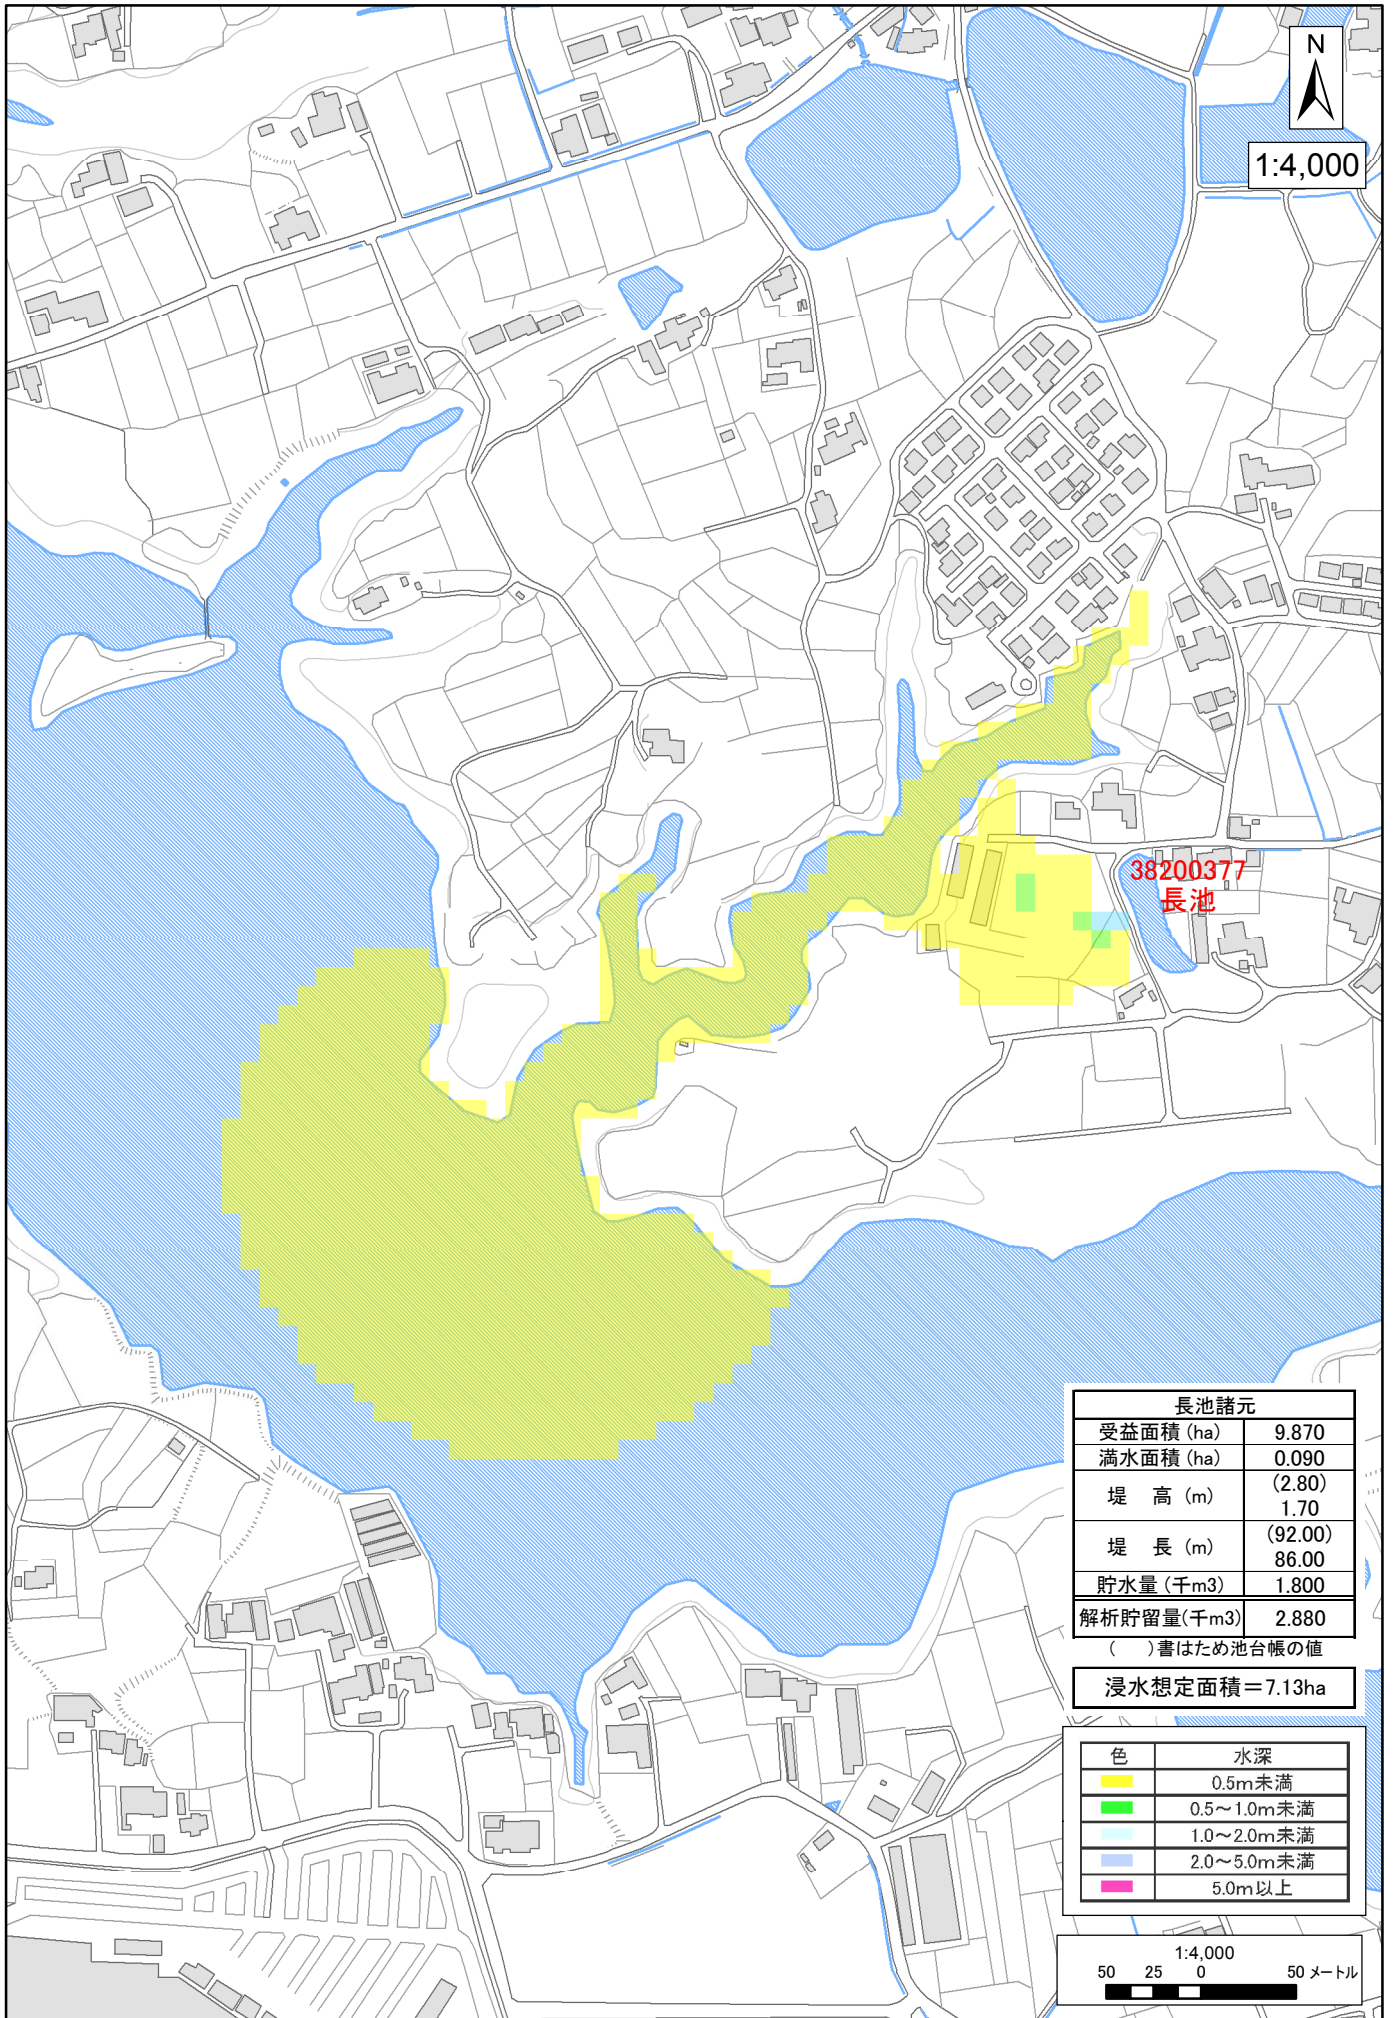 N
1:4,000
38200377
長池
長池諸元
受益面積 (ha) 9.870
満水面積 (ha) 0.090
堤 高 (m) (2.80) 1.70
堤 長 (m) (92.00) 86.00
貯水量 (千m3) 1.800
解析貯留量(千m3) 2.880
( )書はため池台帳の値
浸水想定面積＝7.13ha
色 水深
0.5m未満
0.5～1.0m未満
1.0～2.0m未満
2.0～5.0m未満
5.0m以上
1:4,000
50 25 0 50 メートル